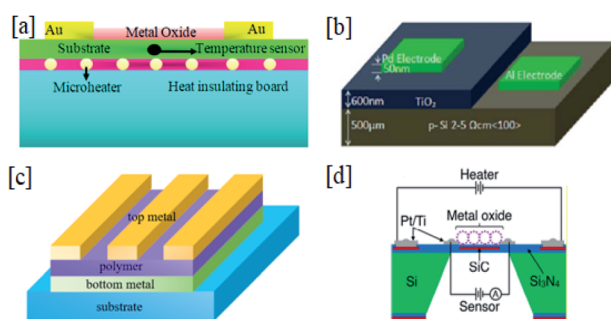 [a]
Au
Metal Oxide
Au
Substrate
Temperature sensor
Microheater
Heat insulating board
[b]
Pd Electrode
50nm
Al Electrode
600nm
TiO₂
500μm
p- Si 2-5 Ωcm<100>
[c]
top metal
polymer
bottom metal
substrate
[d]
Heater
Metal oxide
Pt/Ti
SiC
Si
Si₃N₄
A
Sensor